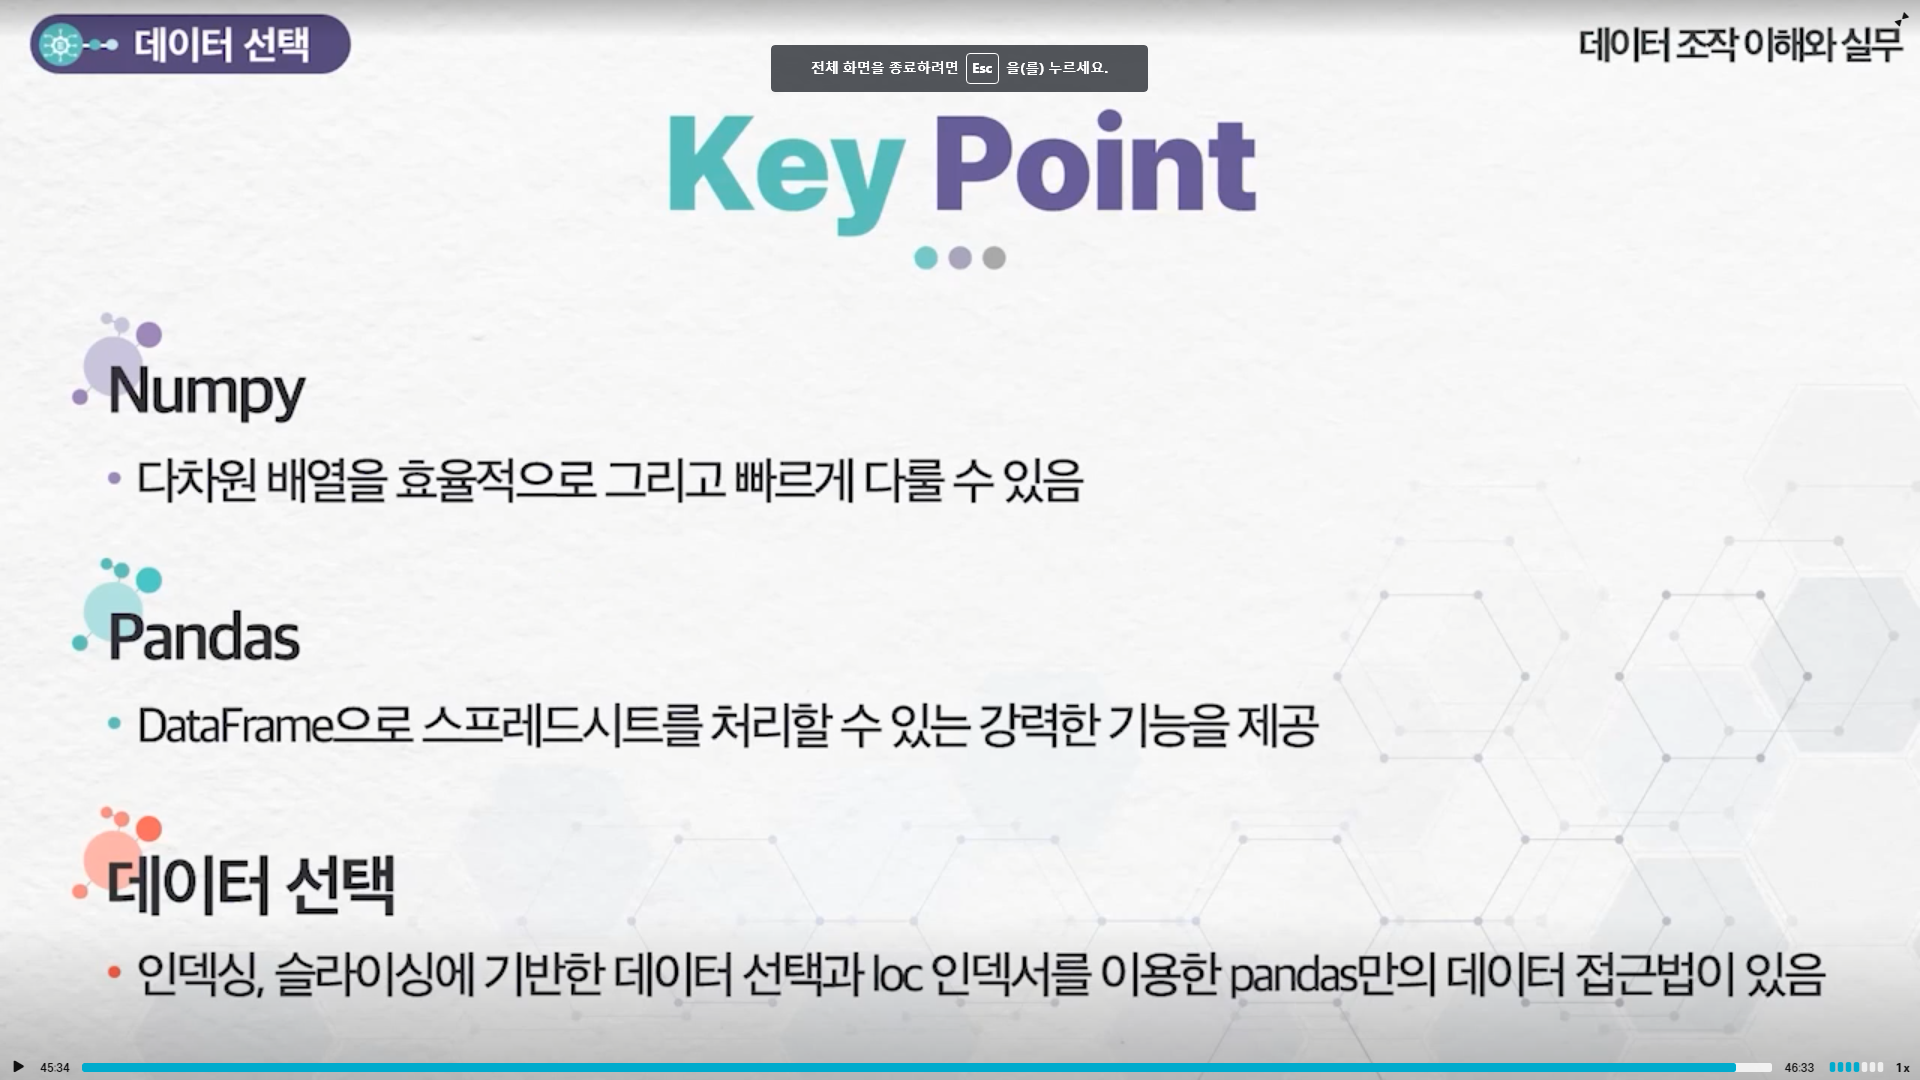 데이터 선택
데이터 조작 이해와 실무
전체 화면을 종료하려면 Esc 을(를) 누르세요.
Key Point
Numpy
• 다차원 배열을 효율적으로 그리고 빠르게 다룰 수 있음
Pandas
• DataFrame으로 스프레드시트를 처리할 수 있는 강력한 기능을 제공
데이터 선택
• 인덱싱, 슬라이싱에 기반한 데이터 선택과 loc 인덱서를 이용한 pandas만의 데이터 접근법이 있음
45:34
46:33
1x